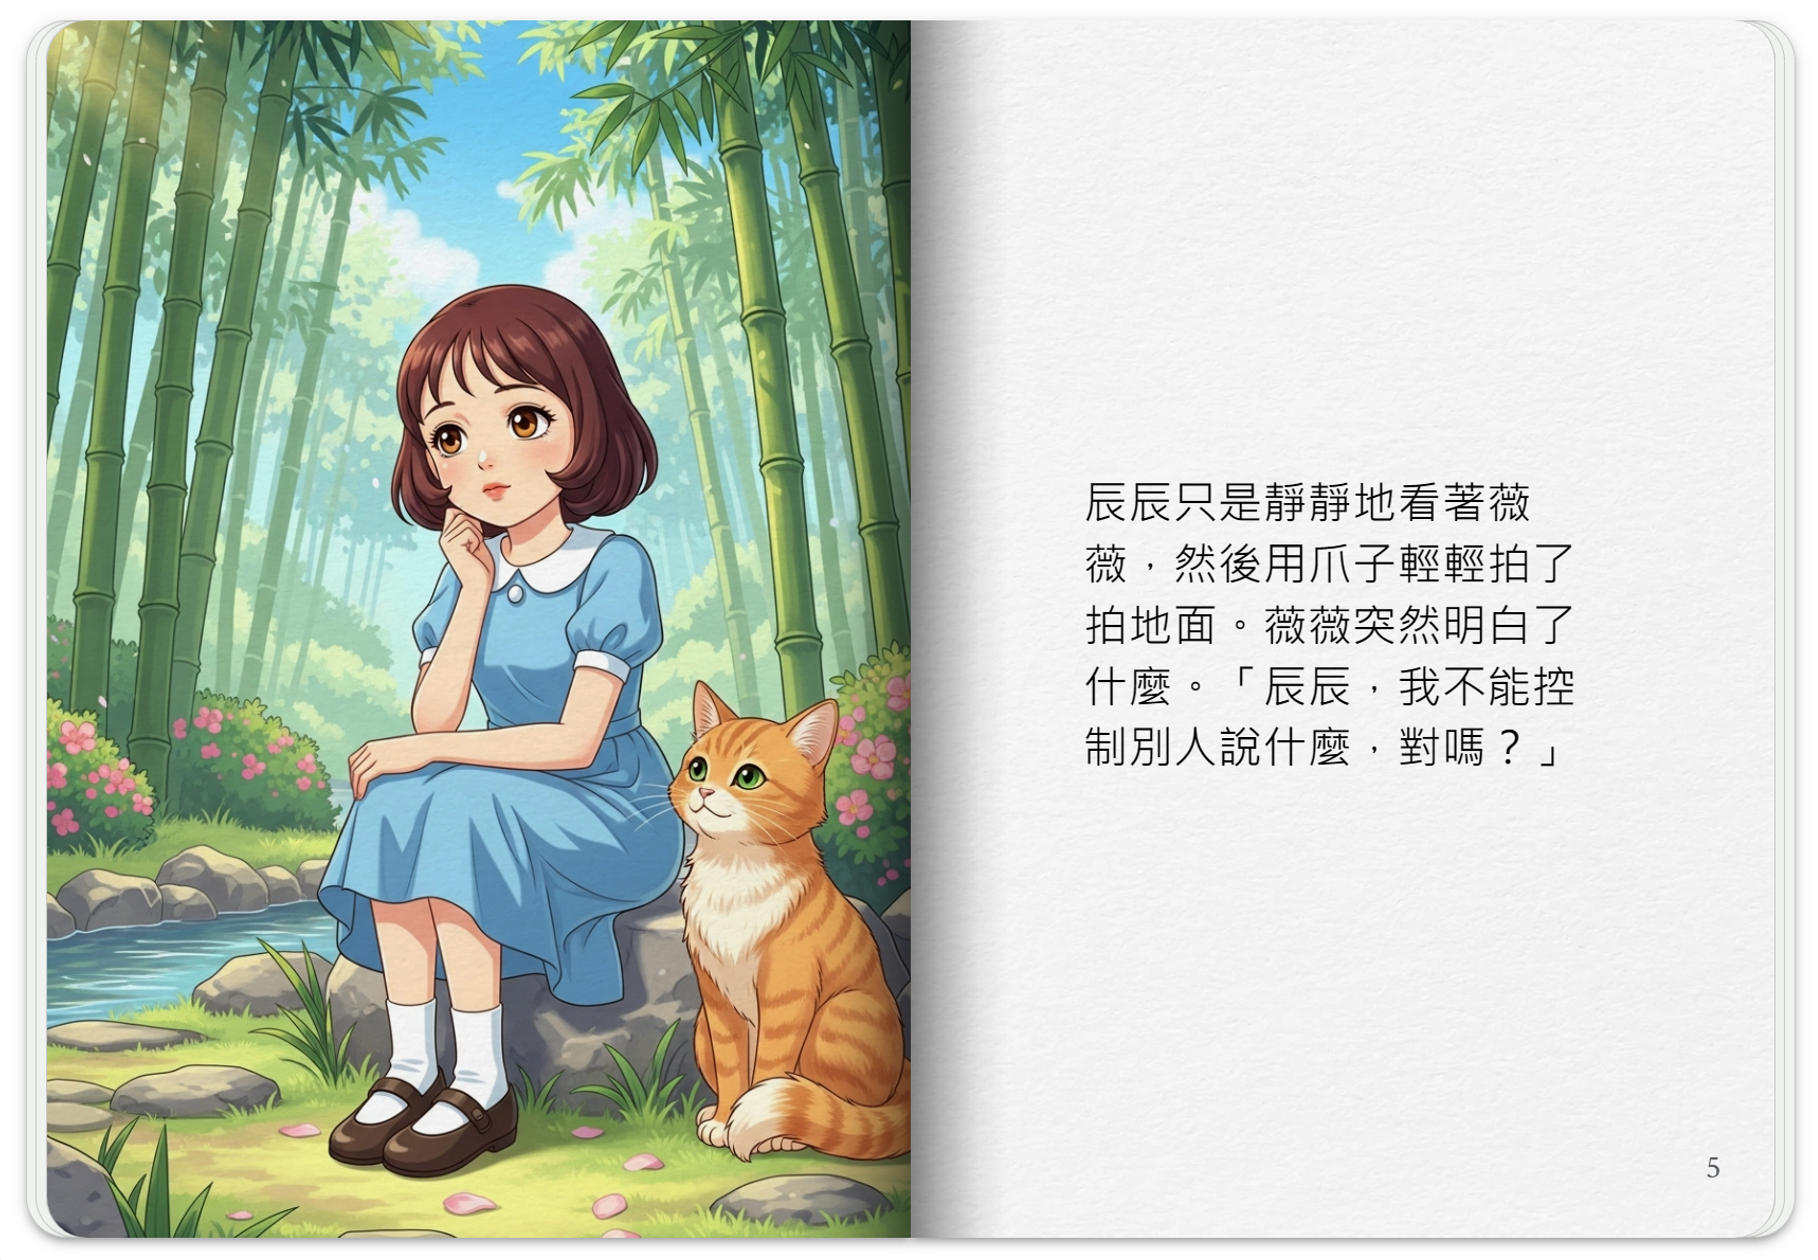 辰辰只是靜靜地看著薇
薇，然後用爪子輕輕拍了
拍地面。薇薇突然明白了
什麼。「辰辰，我不能控
制別人說什麼，對嗎？」
5